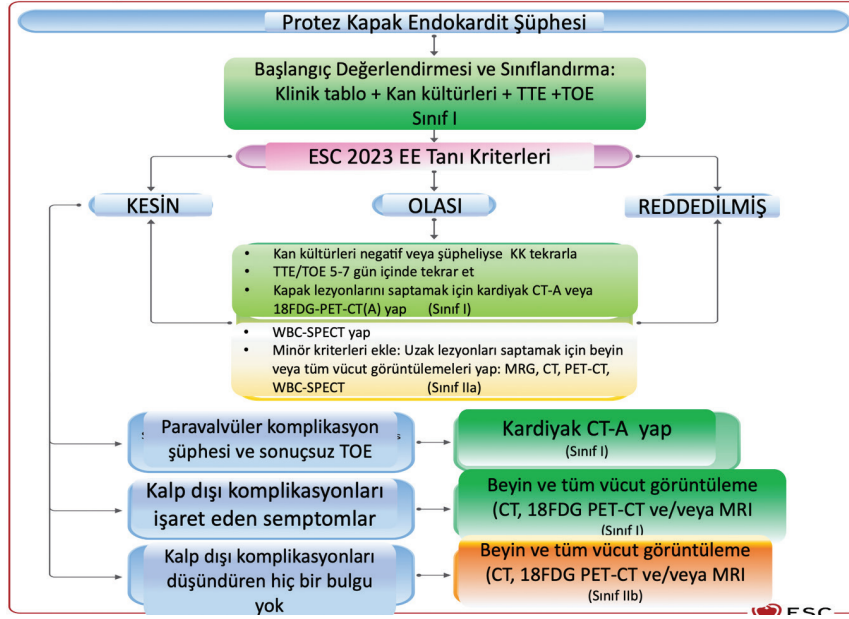 Protez Kapak Endokardit Şüphesi
Başlangıç Değerlendirmesi ve Sınıflandırma:
Klinik tablo + Kan kültürleri + TTE +TOE
Sınıf I
ESC 2023 EE Tanı Kriterleri
KESİN
OLASI
REDDEDİLMİŞ
• Kan kültürleri negatif veya şüpheliyse KK tekrarla
• TTE/TOE 5-7 gün içinde tekrar et
• Kapak lezyonlarını saptamak için kardiyak CT-A veya
18FDG-PET-CT(A) yap (Sınıf I)
• WBC-SPECT yap
• Minör kriterleri ekle: Uzak lezyonları saptamak için beyin
veya tüm vücut görüntülemeleri yap: MRG, CT, PET-CT,
WBC-SPECT (Sınıf IIa)
Paravalvüler komplikasyon
şüphesi ve sonuçsuz TOE
Kardiyak CT-A yap
(Sınıf I)
Kalp dışı komplikasyonları
işaret eden semptomlar
Beyin ve tüm vücut görüntüleme
(CT, 18FDG PET-CT ve/veya MRI
(Sınıf I)
Kalp dışı komplikasyonları
düşündüren hiç bir bulgu
yok
Beyin ve tüm vücut görüntüleme
(CT, 18FDG PET-CT ve/veya MRI
(Sınıf IIb)
ESC